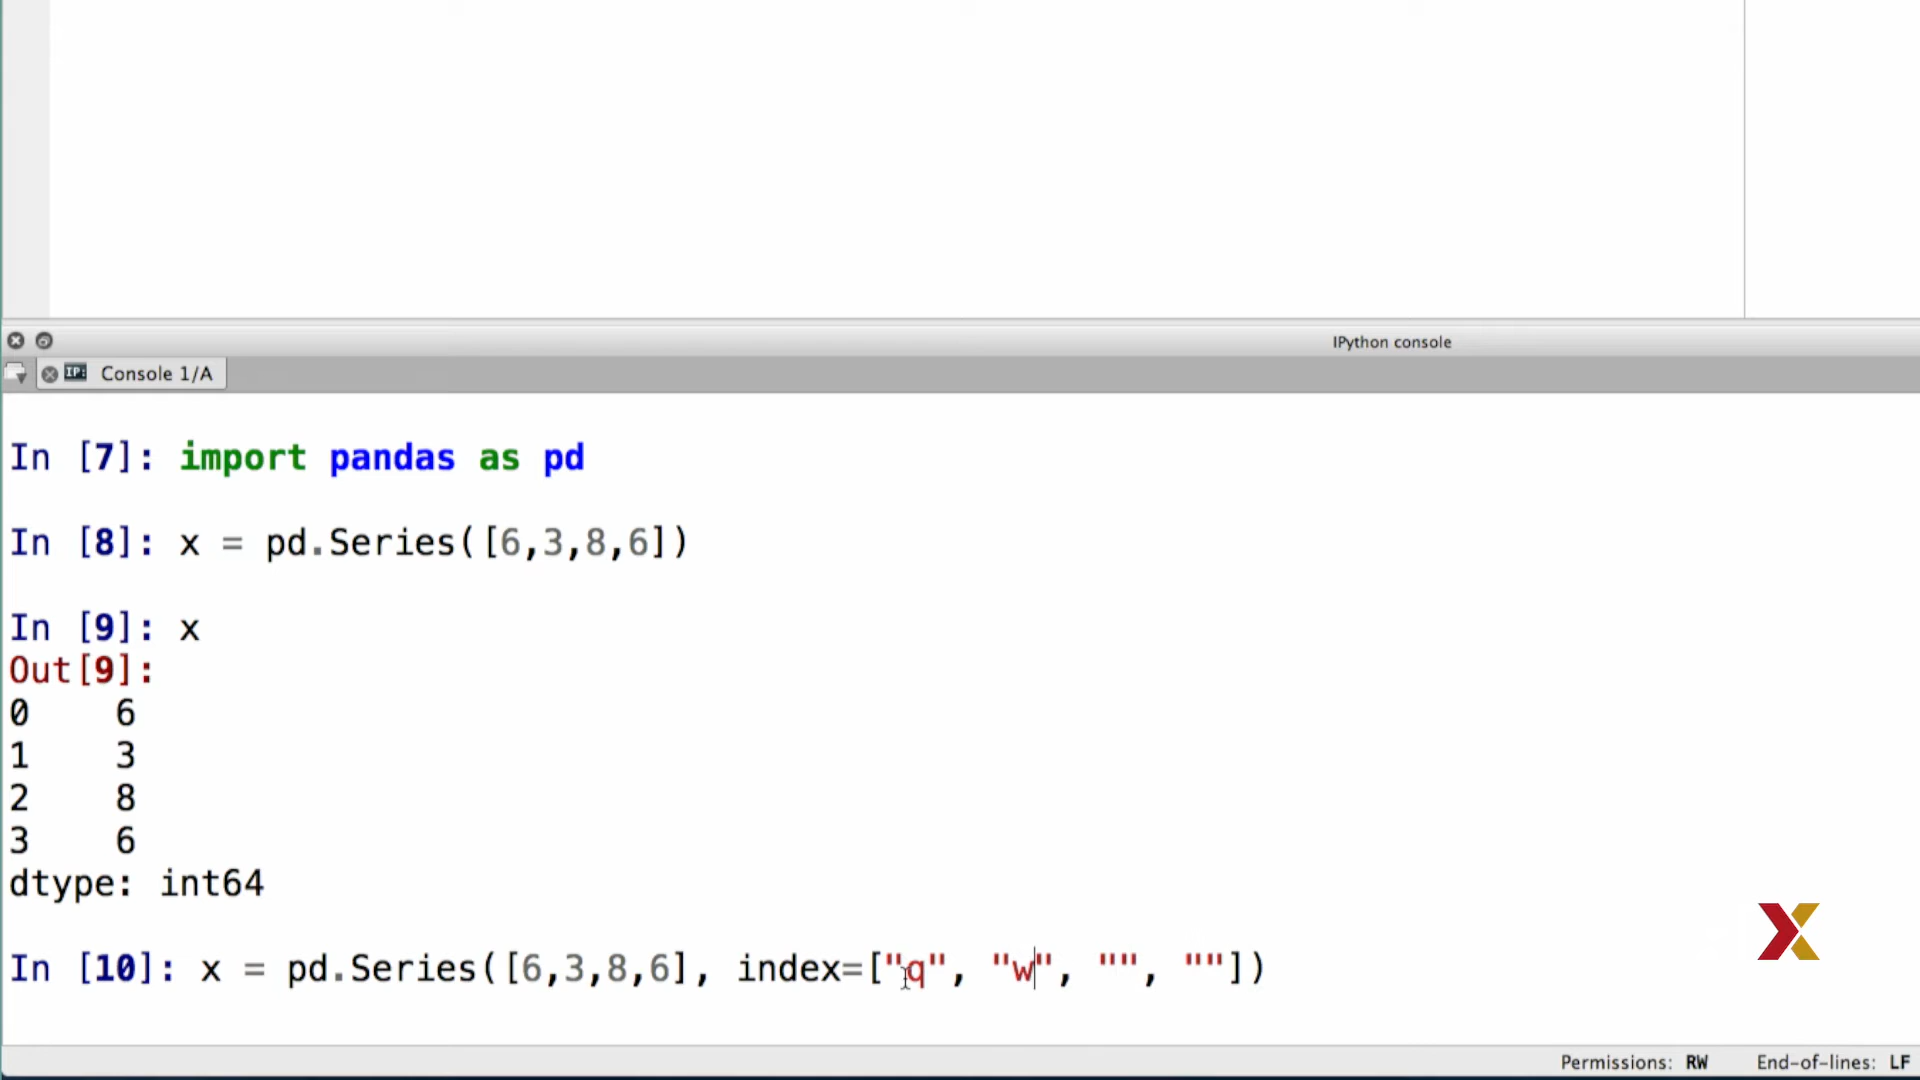 IPython console
IP: Console 1/A
In [7]: import pandas as pd
In [8]: x = pd.Series([6,3,8,6])
In [9]: x
Out[9]:
0    6
1    3
2    8
3    6
dtype: int64
In [10]: x = pd.Series([6,3,8,6], index=["q", "w", "", ""])
Permissions: RW End-of-lines: LF